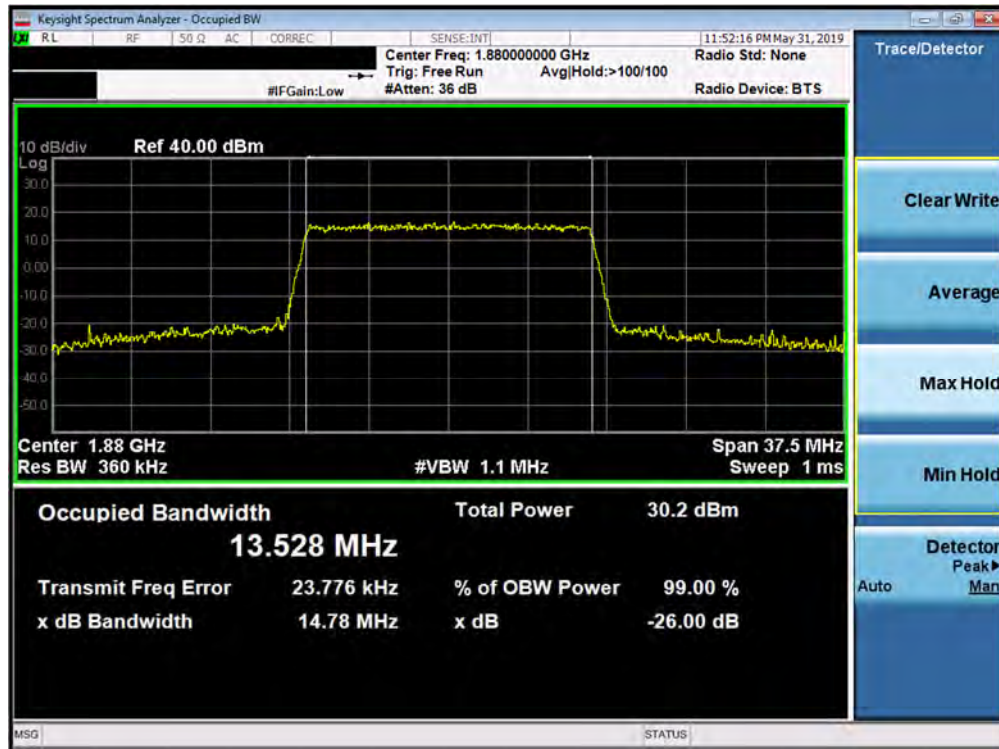 Keysight Spectrum Analyzer - Occupied BW
LXI RL RF 50 Ω AC CORREC SENSE:INT 11:52:16 PM May 31, 2019
Center Freq: 1.880000000 GHz Radio Std: None
Trig: Free Run Avg|Hold:>100/100
#IFGain:Low #Atten: 36 dB Radio Device: BTS
Trace/Detector
10 dB/div Ref 40.00 dBm
Log
30.0
20.0
10.0
0.00
-10.0
-20.0
-30.0
-40.0
-50.0
Center 1.88 GHz Span 37.5 MHz
Res BW 360 kHz #VBW 1.1 MHz Sweep 1 ms
Occupied Bandwidth Total Power 30.2 dBm
13.528 MHz
Transmit Freq Error 23.776 kHz % of OBW Power 99.00 %
x dB Bandwidth 14.78 MHz x dB -26.00 dB
Clear Write
Average
Max Hold
Min Hold
Detector
Peak▶
Auto Man
MSG STATUS